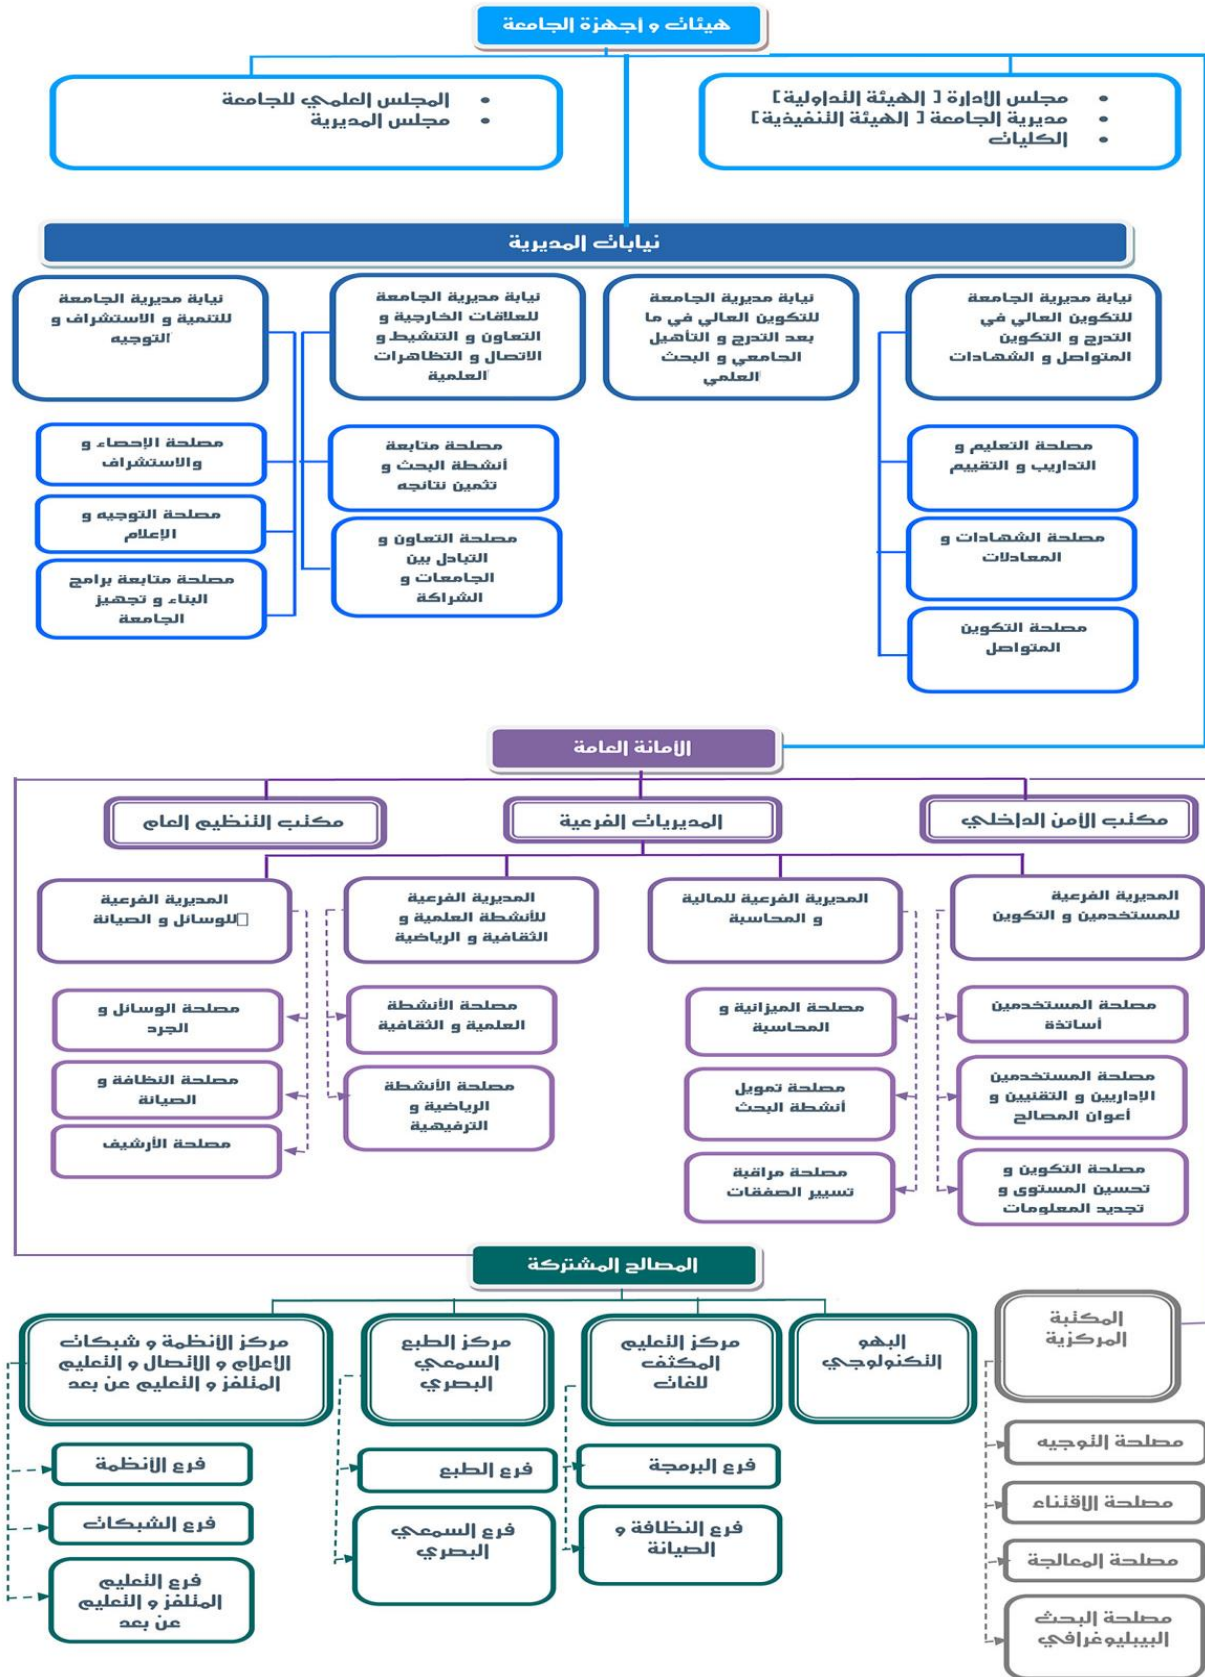 هيئات و أجهزة الجامعة
• مجلس الإدارة [ الهيئة التداولية ]
• مديرية الجامعة [ الهيئة التنفيذية ]
• الكليات
• المجلس العلمي للجامعة
• مجلس المديرية
نيابات المديرية
نيابة مديرية الجامعة
للتكوين العالي في
التدرج و التكوين
المتواصل و الشهادات
نيابة مديرية الجامعة
للتكوين العالي في ما
بعد التدرج و التأهيل
الجامعي و البحث
العلمي
نيابة مديرية الجامعة
للعلاقات الخارجية و
التعاون و التنشيط و
الاتصال و التظاهرات
العلمية
نيابة مديرية الجامعة
للتنمية و الاستشراف و
التوجيه
مصلحة التعليم و
التداريب و التقييم
مصلحة الشهادات و
المعادلات
مصلحة التكوين
المتواصل
مصلحة متابعة
أنشطة البحث و
تثمين نتائجه
مصلحة التعاون و
التبادل بين
الجامعات و
الشراكة
مصلحة الإحصاء و
والاستشراف
مصلحة التوجيه و
الإعلام
مصلحة متابعة برامج
البناء و تجهيز
الجامعة
الأمانة العامة
مكتب الأمن الداخلي
المديريات الفرعية
مكتب التنظيم العام
المديرية الفرعية
للمستخدمين و التكوين
المديرية الفرعية للمالية
و المحاسبة
المديرية الفرعية
للأنشطة العلمية و
الثقافية و الرياضية
المديرية الفرعية
للوسائل و الصيانة
مصلحة المستخدمين
أساتذة
مصلحة المستخدمين
الإداريين و التقنيين و
أعوان المصالح
مصلحة التكوين و
تحسين المستوى و
تجديد المعلومات
مصلحة الميزانية و
المحاسبة
مصلحة تمويل
أنشطة البحث
مصلحة مراقبة
تسيير الصفقات
مصلحة الأنشطة
العلمية و الثقافية
مصلحة الأنشطة
الرياضية و
الترفيهية
مصلحة الوسائل و
الجرد
مصلحة النظافة و
الصيانة
مصلحة الأرشيف
المصالح المشتركة
المكتبة
المركزية
البهو
التكنولوجي
مركز التعليم
المكثف
للغات
مركز الطبع
السمعي
البصري
مركز الأنظمة و شبكات
الإعلام و الاتصال و التعليم
المتلفز و التعليم عن بعد
مصلحة التوجيه
مصلحة الاقتناء
مصلحة المعالجة
مصلحة البحث
البيبليوغرافي
فرع البرمجة
فرع النظافة و
الصيانة
فرع الطبع
فرع السمعي
البصري
فرع الأنظمة
فرع الشبكات
فرع التعليم
المتلفز و التعليم
عن بعد